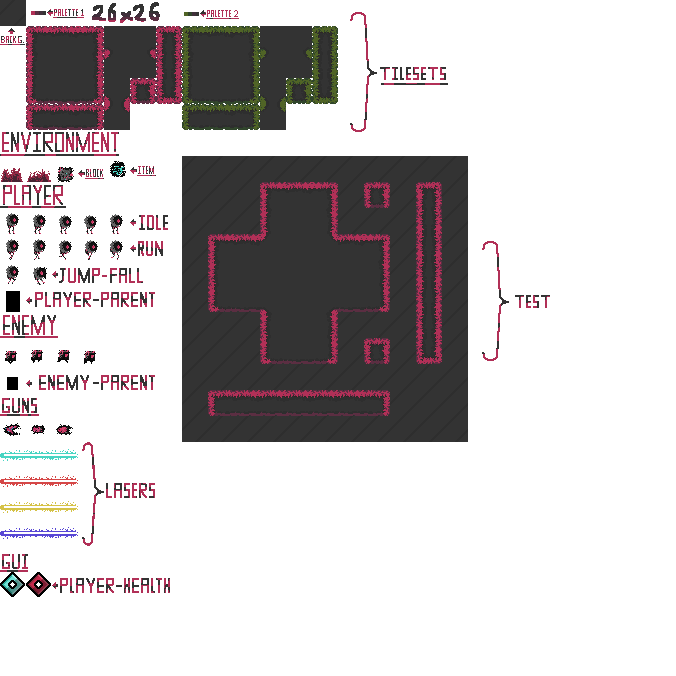 PALETTE 1
26x26
PALETTE 2
BACKG.
TILESETS
ENVIRONMENT
BLOCK
ITEM
PLAYER
IDLE
RUN
JUMP-FALL
PLAYER-PARENT
TEST
ENEMY
ENEMY-PARENT
GUNS
LASERS
GUI
PLAYER-HEALTH